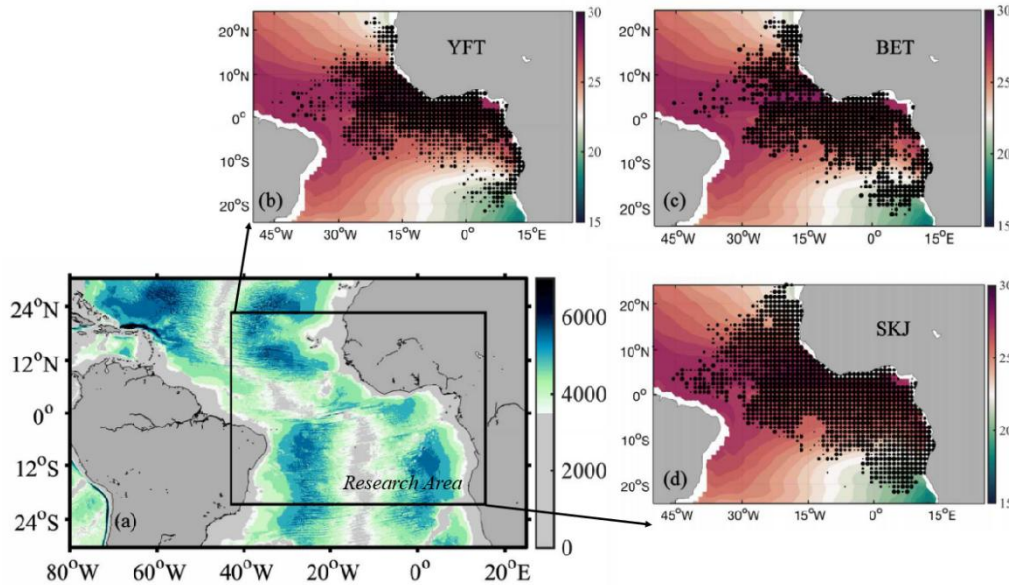 YFT
(b)
20°N
10°N
0°
10°S
20°S
45°W 30°W 15°W 0° 15°E
30
25
20
15
BET
(c)
20°N
10°N
0°
10°S
20°S
45°W 30°W 15°W 0° 15°E
30
25
20
15
Research Area
(a)
24°N
12°N
0°
12°S
24°S
80°W 60°W 40°W 20°W 0° 20°E
6000
4000
2000
0
SKJ
(d)
20°N
10°N
0°
10°S
20°S
45°W 30°W 15°W 0° 15°E
30
25
20
15